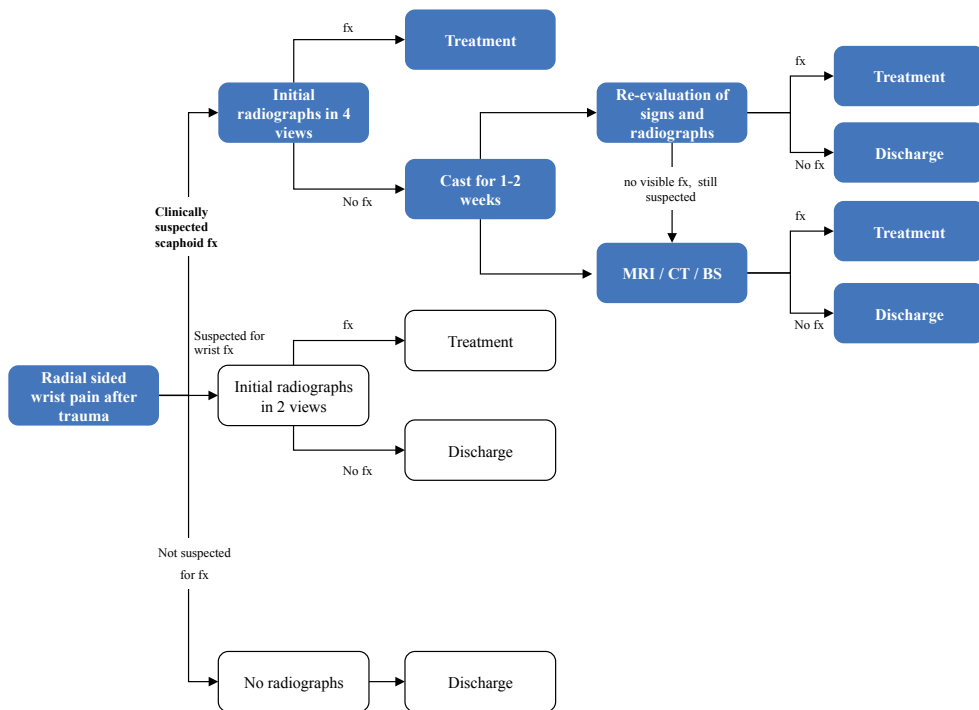 fx
Treatment
Initial
radiographs in 4
views
No fx
Cast for 1-2
weeks
Re-evaluation of
signs and
radiographs
fx
Treatment
No fx
Discharge
no visible fx, still
suspected
MRI / CT / BS
fx
Treatment
No fx
Discharge
Clinically
suspected
scaphoid fx
Radial sided
wrist pain after
trauma
Suspected for
wrist fx
Initial radiographs
in 2 views
fx
Treatment
No fx
Discharge
Not suspected
for fx
No radiographs
Discharge